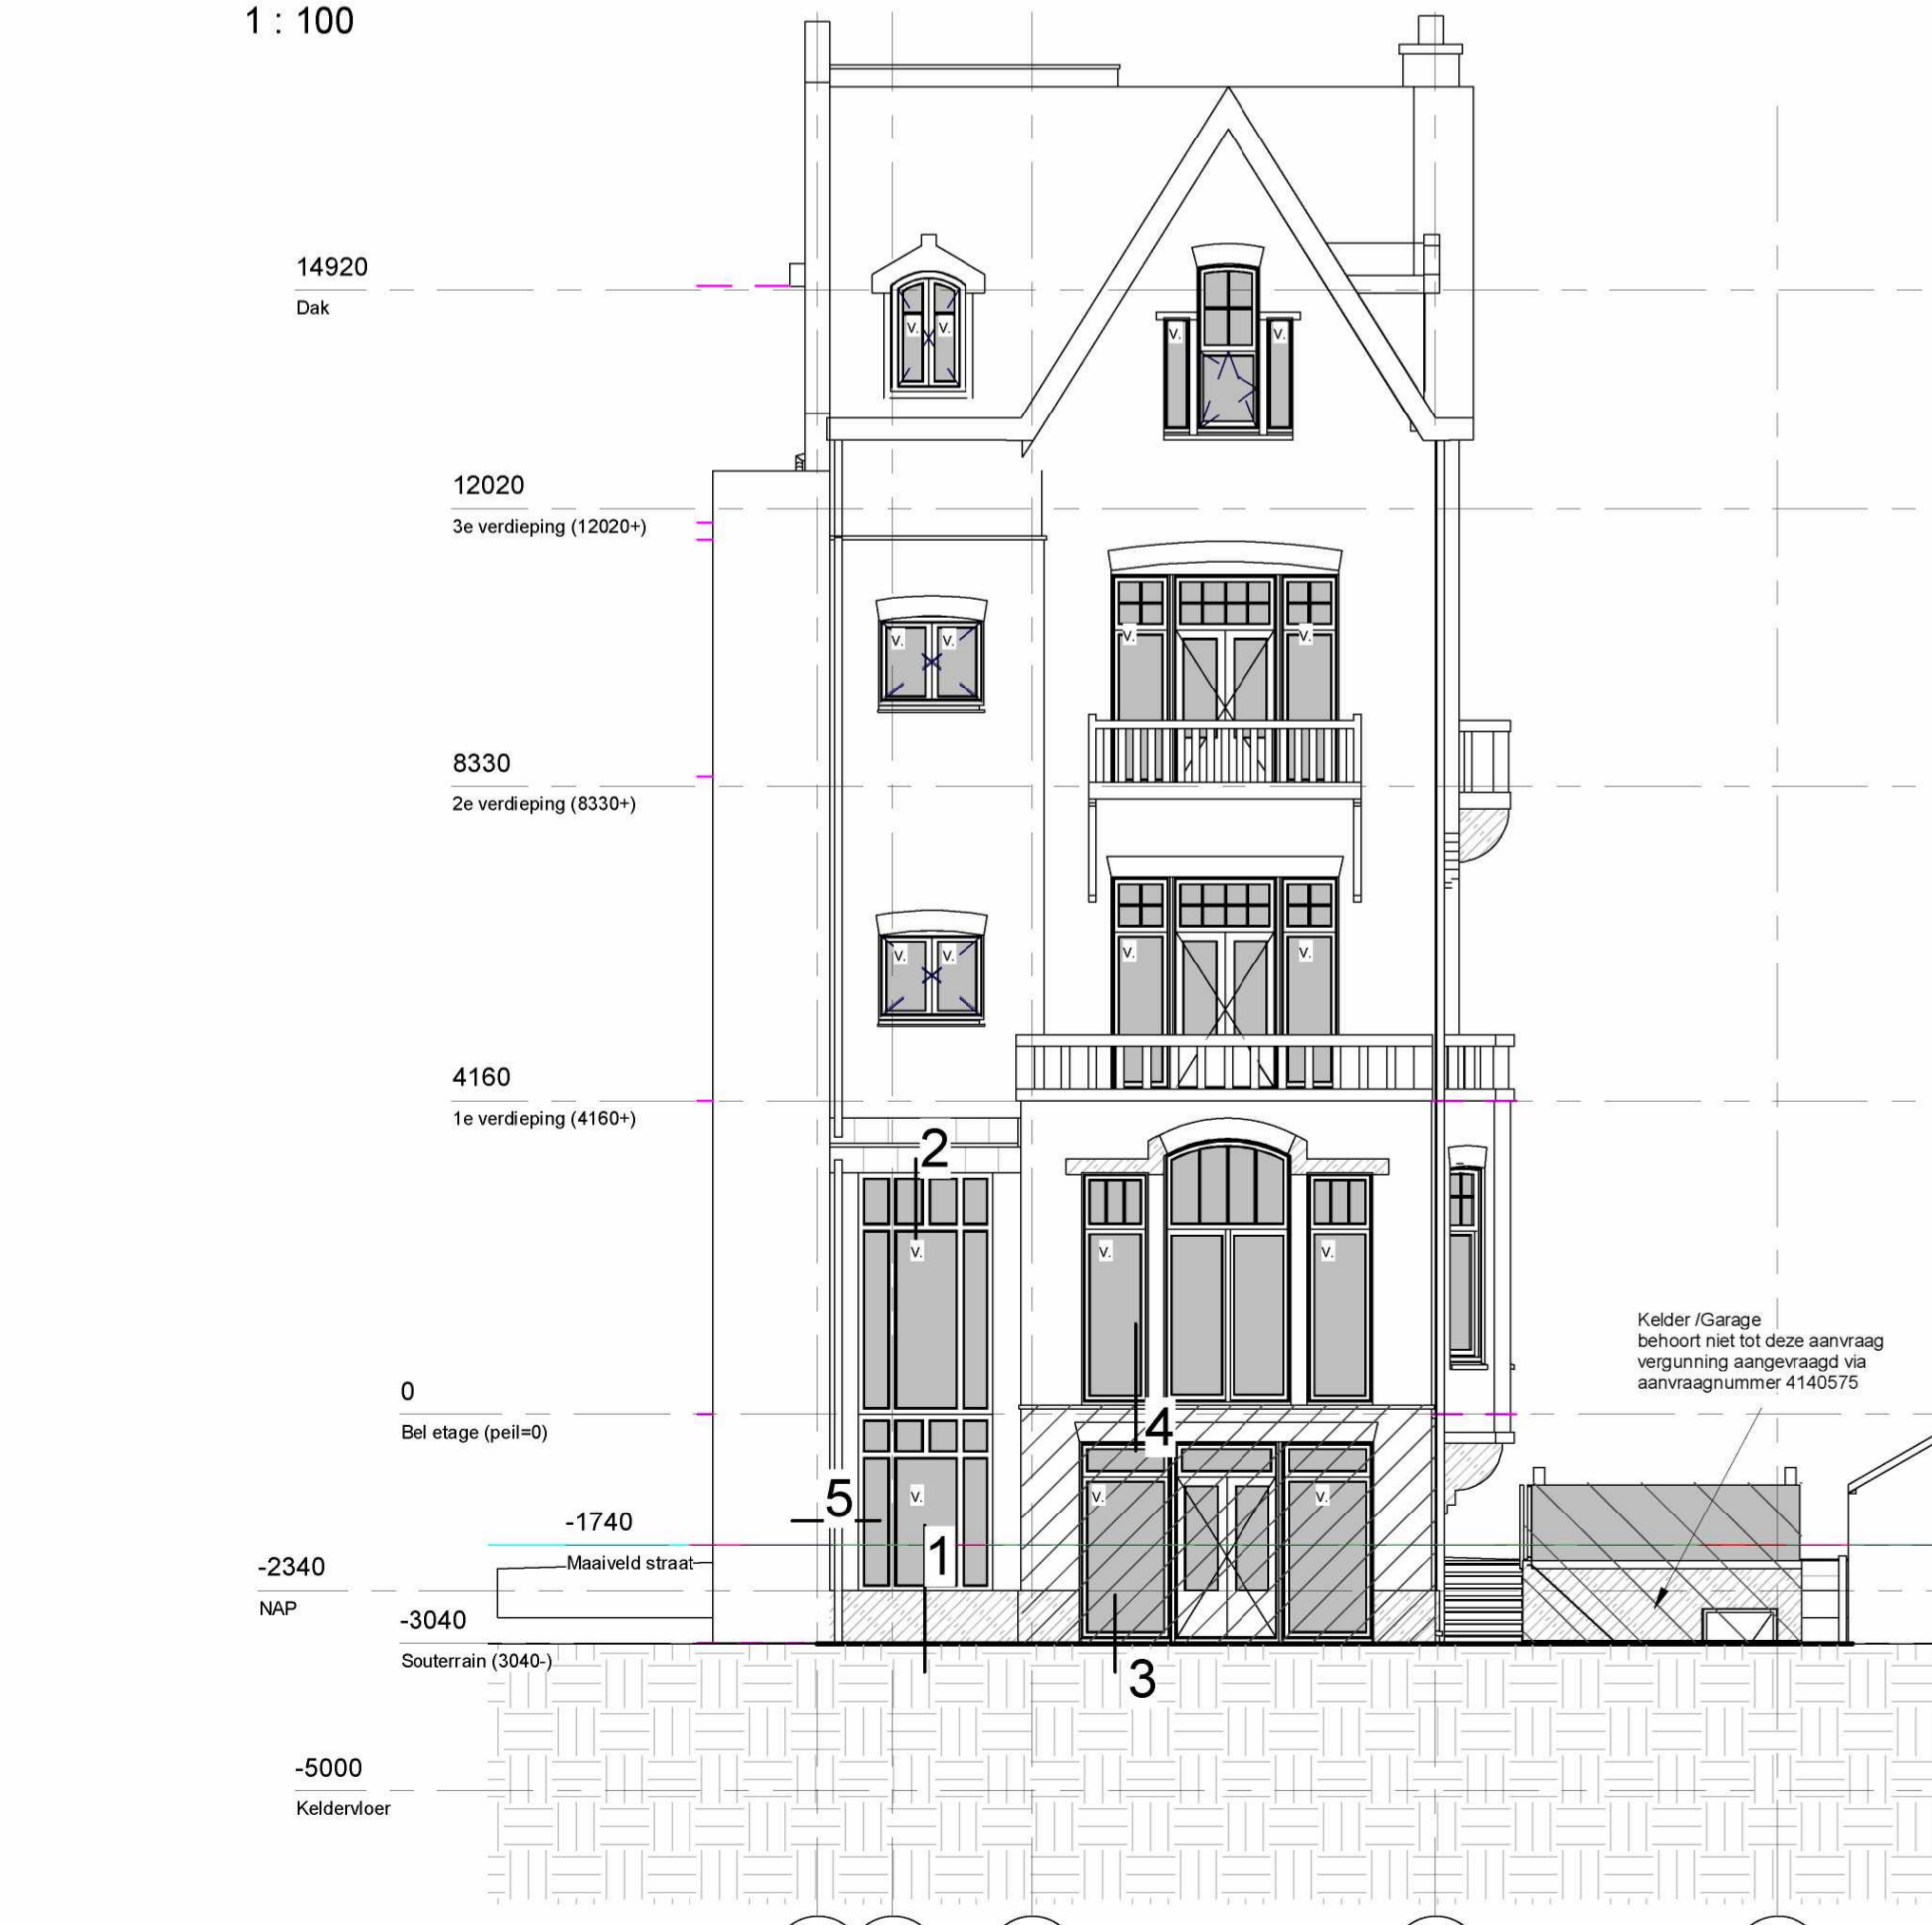 1 : 100
14920
Dak
V. V.
V. V.
12020
3e verdieping (12020+)
V. V.
V. V.
8330
2e verdieping (8330+)
V. V.
V. V.
4160
1e verdieping (4160+)
2
V.
V. V.
Kelder /Garage
behoort niet tot deze aanvraag
vergunning aangevraagd via
aanvraagnummer 4140575
0
Bel etage (peil=0)
4
5
V.
V. V.
-1740
Maaiveld straat
1
-2340
NAP
-3040
Souterrain (3040-)
3
-5000
Keldervloer